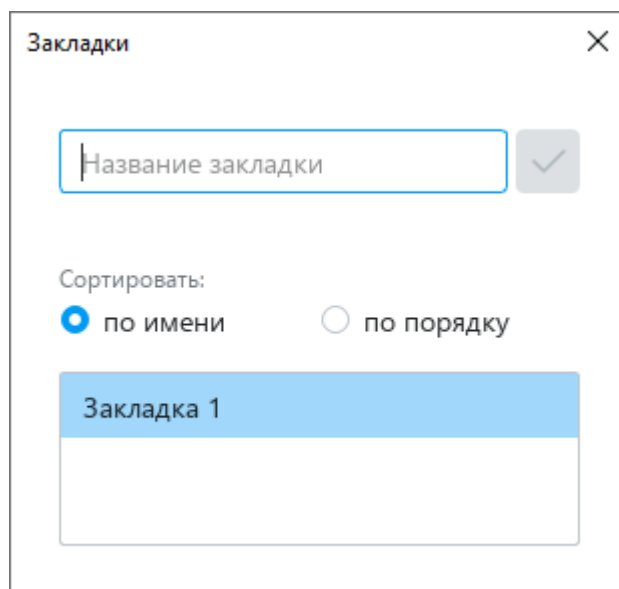 Закладки
Название закладки
Сортировать:
по имени по порядку
Закладка 1